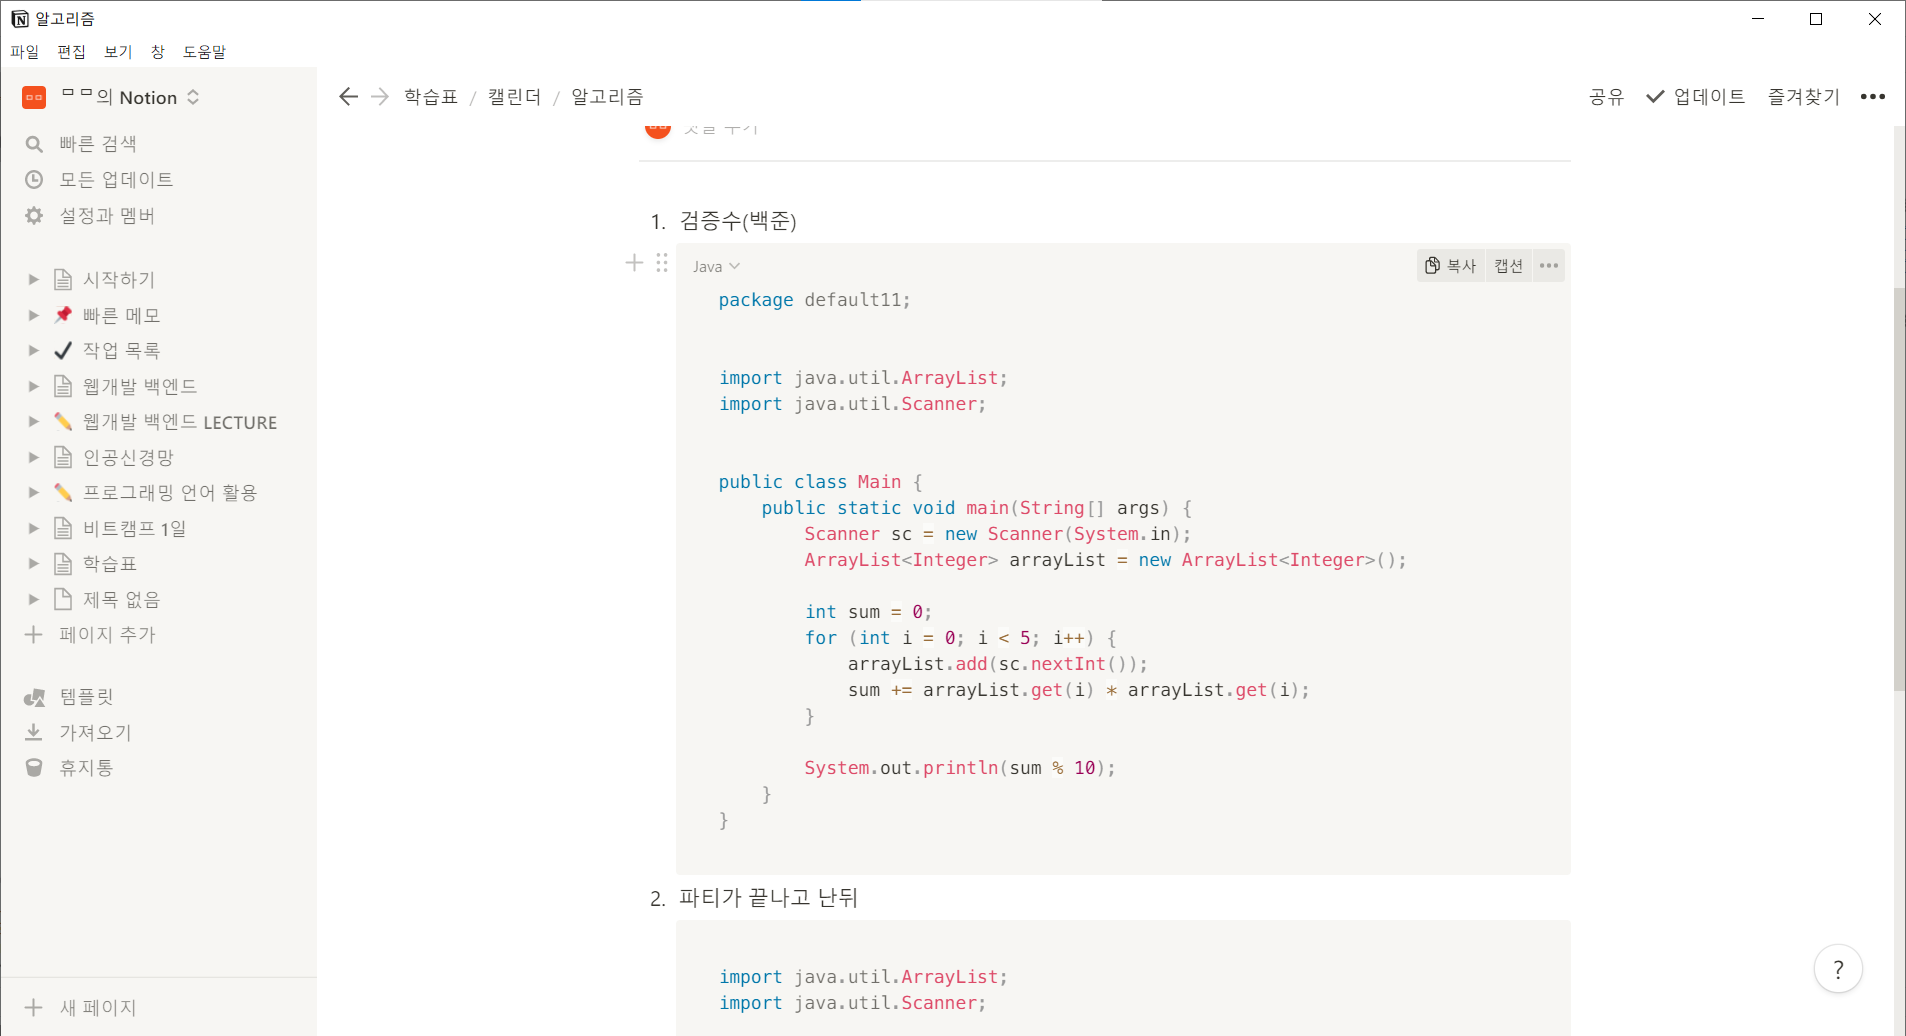 알고리즘
파일 편집 보기 창 도움말
ㅁㅁ의 Notion
학습표 / 캘린더 / 알고리즘
공유 업데이트 즐겨찾기
빠른 검색
모든 업데이트
설정과 멤버
시작하기
빠른 메모
작업 목록
웹개발 백엔드
웹개발 백엔드 LECTURE
인공신경망
프로그래밍 언어 활용
비트캠프 1일
학습표
제목 없음
페이지 추가
템플릿
가져오기
휴지통
새 페이지
1. 검증수(백준)
Java
복사 캡션
package default11;
import java.util.ArrayList;
import java.util.Scanner;
public class Main {
    public static void main(String[] args) {
        Scanner sc = new Scanner(System.in);
        ArrayList<Integer> arrayList = new ArrayList<Integer>();
        int sum = 0;
        for (int i = 0; i < 5; i++) {
            arrayList.add(sc.nextInt());
            sum += arrayList.get(i) * arrayList.get(i);
        }
        System.out.println(sum % 10);
    }
}
2. 파티가 끝나고 난뒤
import java.util.ArrayList;
import java.util.Scanner;
?